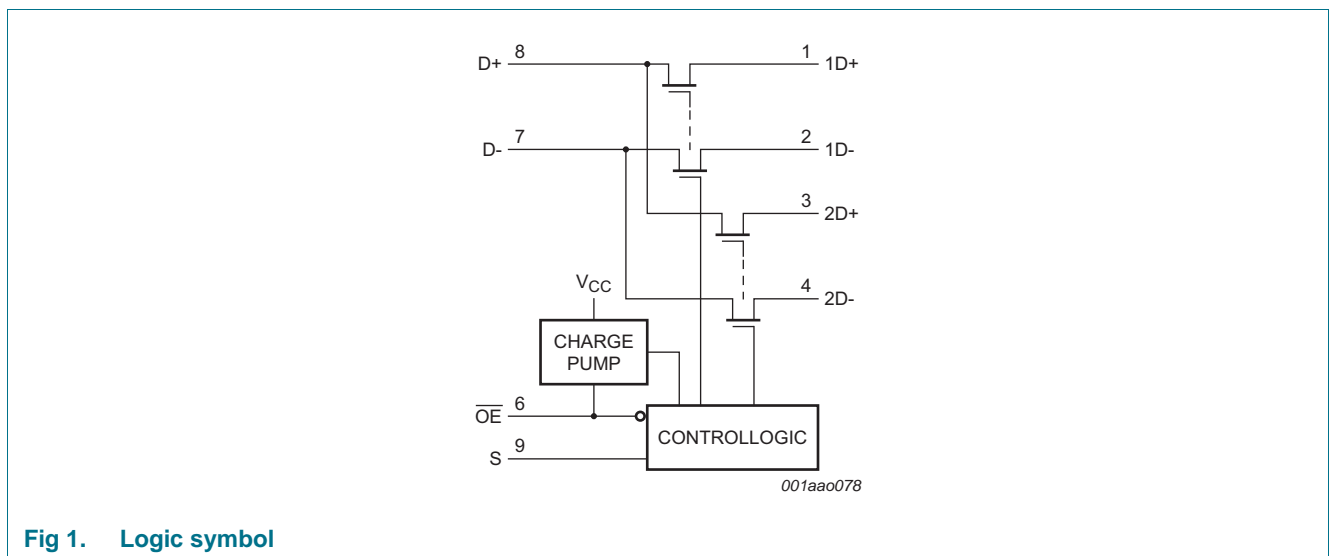 D+ 8 1 1D+
D- 7 2 1D-
3 2D+
4 2D-
VCC
CHARGE
PUMP
OE 6
CONTROLLOGIC
S 9
001aao078
Fig 1. Logic symbol